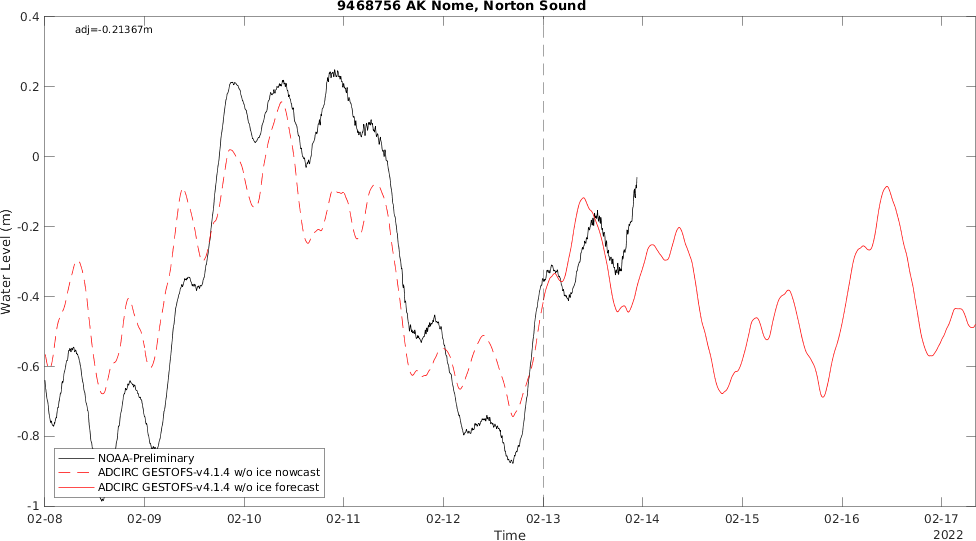 9468756 AK Nome, Norton Sound
adj=-0.21367m
0.4
0.2
0
-0.2
-0.4
-0.6
-0.8
-1
Water Level (m)
NOAA-Preliminary
ADCIRC GESTOFS-v4.1.4 w/o ice nowcast
ADCIRC GESTOFS-v4.1.4 w/o ice forecast
02-08 02-09 02-10 02-11 02-12 02-13 02-14 02-15 02-16 02-17
Time
2022